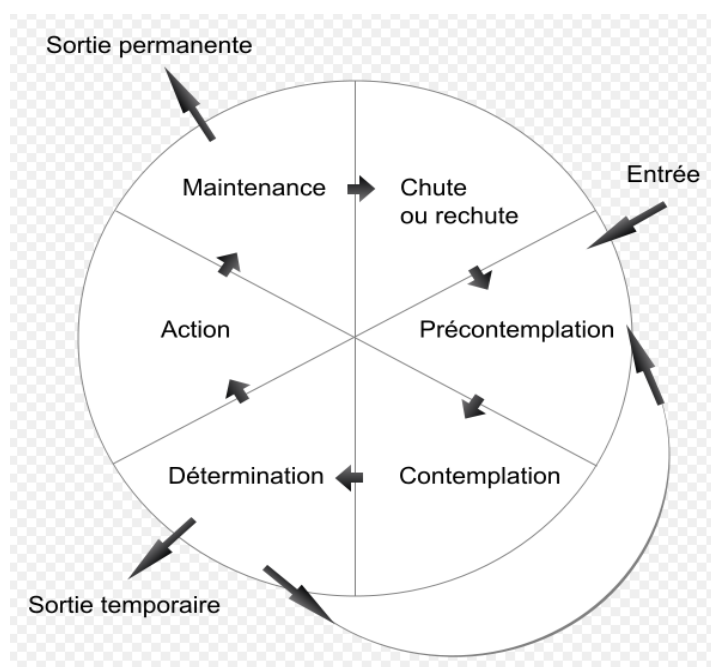 Sortie permanente
Entrée
Maintenance
Chute
ou rechute
Action
Précontemplation
Détermination
Contemplation
Sortie temporaire